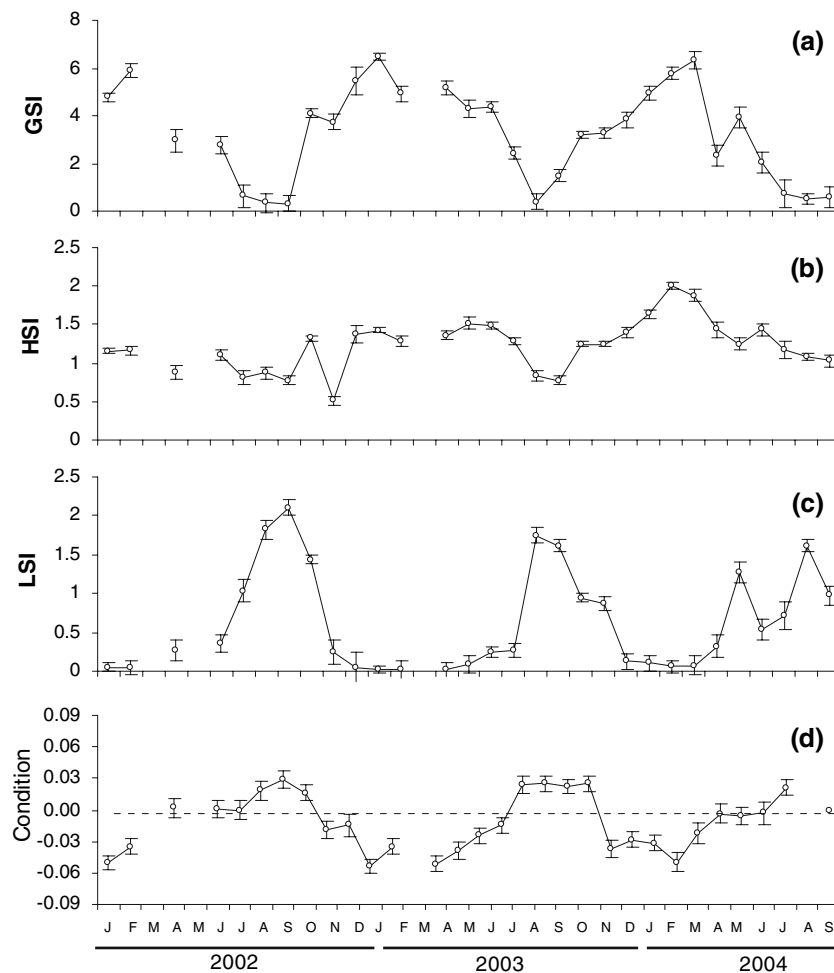 8
(a)
6
GSI
4
2
0
2.5
(b)
2
HSI
1.5
1
0.5
0
2.5
(c)
2
LSI
1.5
1
0.5
0
0.09
(d)
0.06
Condition
0.03
0.00
-0.03
-0.06
-0.09
J F M A M J J A S O N D J F M A M J J A S O N D J F M A M J J A S
2002 2003 2004